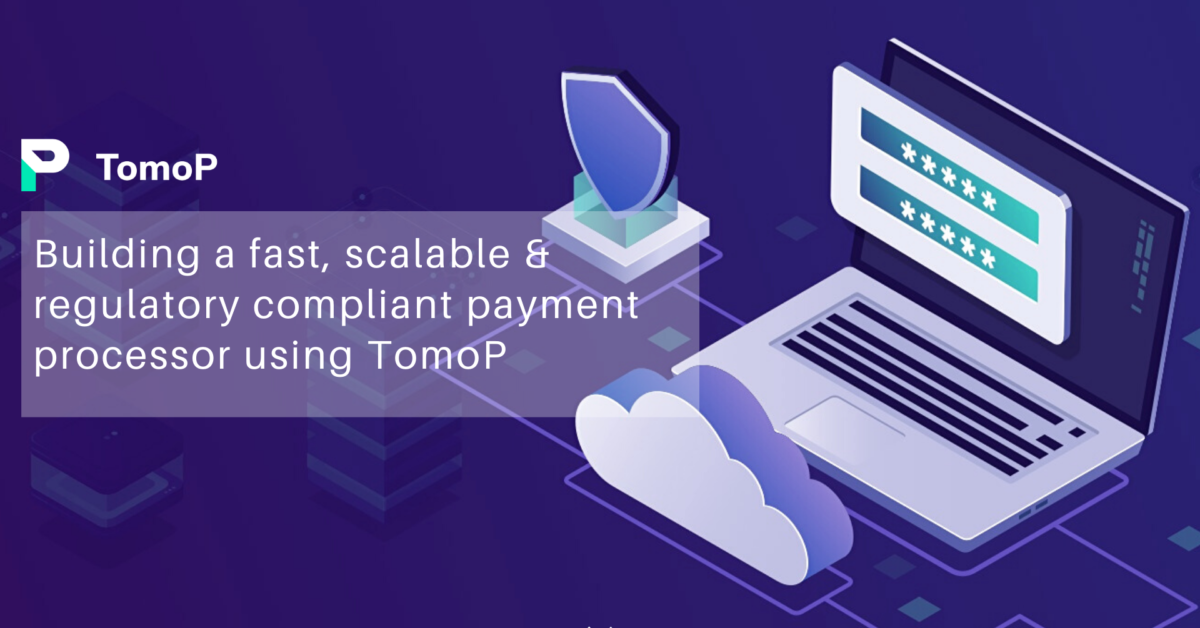 TomoP
Building a fast, scalable &
regulatory compliant payment
processor using TomoP
*****
*****